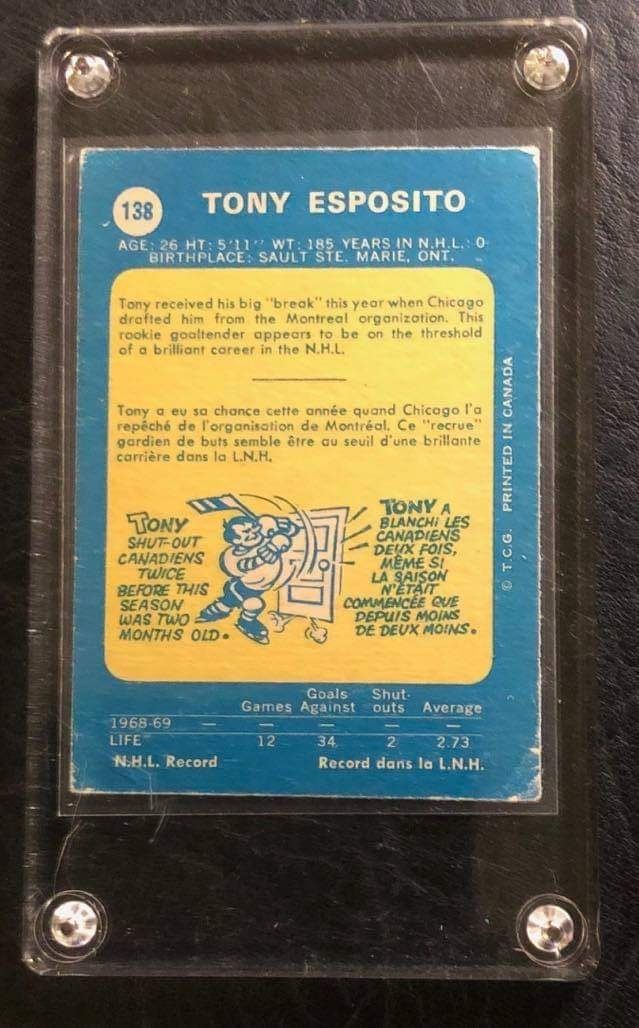 138 TONY ESPOSITO
AGE: 26 HT: 5'11" WT: 185 YEARS IN N.H.L.: 0
BIRTHPLACE: SAULT STE. MARIE, ONT.
Tony received his big "break" this year when Chicago
drafted him from the Montreal organization. This
rookie goaltender appears to be on the threshold
of a brilliant career in the N.H.L.
Tony a eu sa chance cette année quand Chicago l'a
repêché de l'organisation de Montréal. Ce "recrue"
gardien de buts semble être au seuil d'une brillante
carrière dans la L.N.H.
TONY
SHUT-OUT
CANADIENS
TWICE
BEFORE THIS
SEASON
WAS TWO
MONTHS OLD.
TONY A
BLANCHI LES
CANADIENS
DEUX FOIS,
MÊME SI
LA SAISON
N'ÉTAIT
COMMENCÉE QUE
DEPUIS MOINS
DE DEUX MOINS.
© T.C.G. PRINTED IN CANADA
Goals Shut-
Games Against outs Average
1968-69 — — — —
LIFE 12 34 2 2.73
N.H.L. Record Record dans la L.N.H.